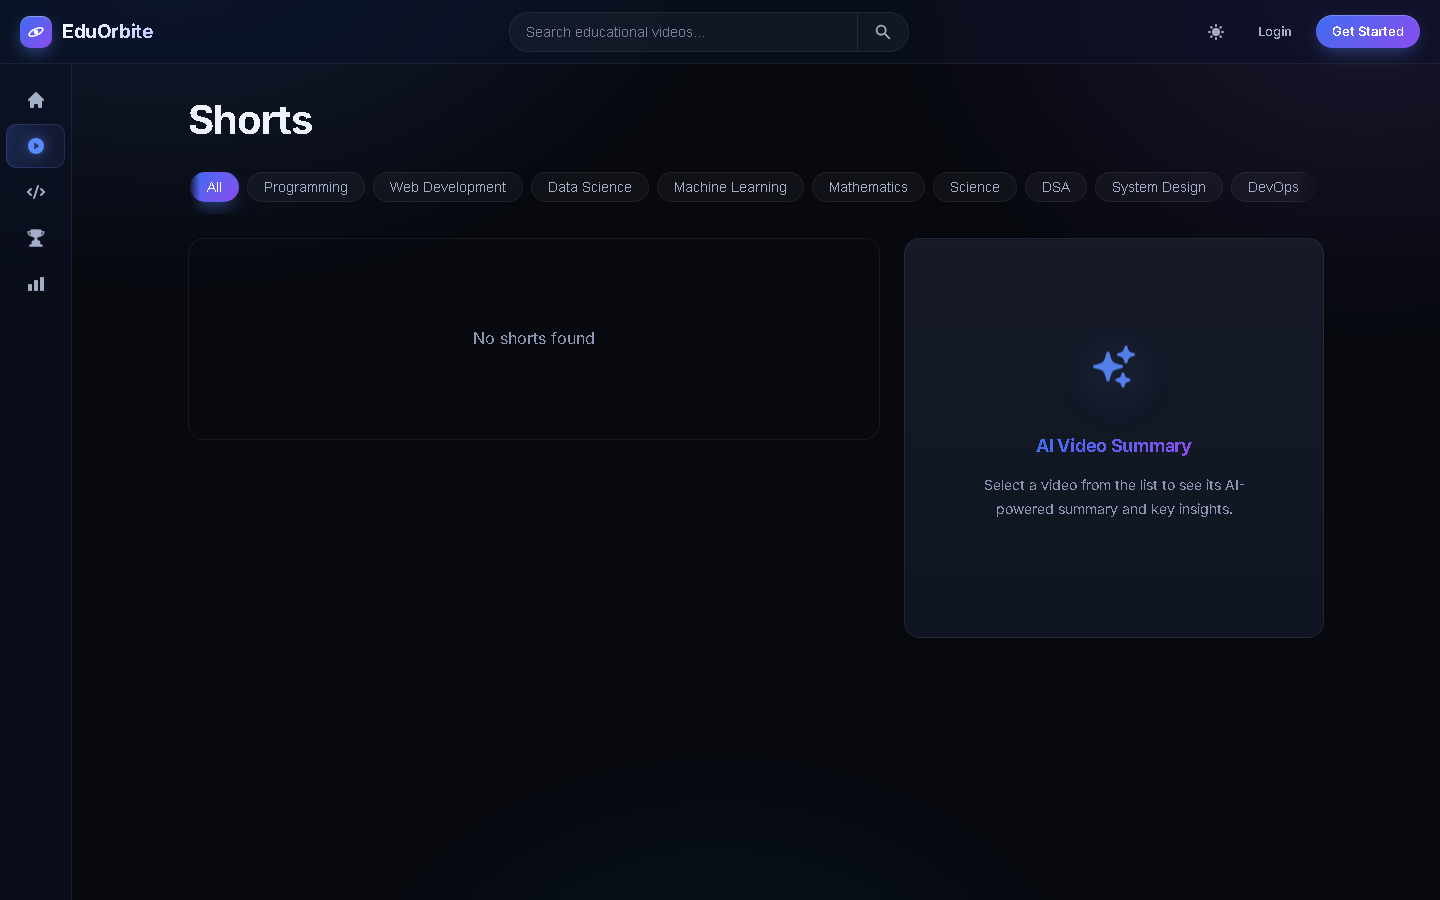 EduOrbite
Search educational videos...
Login
Get Started
Shorts
All
Programming
Web Development
Data Science
Machine Learning
Mathematics
Science
DSA
System Design
DevOps
No shorts found
AI Video Summary
Select a video from the list to see its AI-
powered summary and key insights.